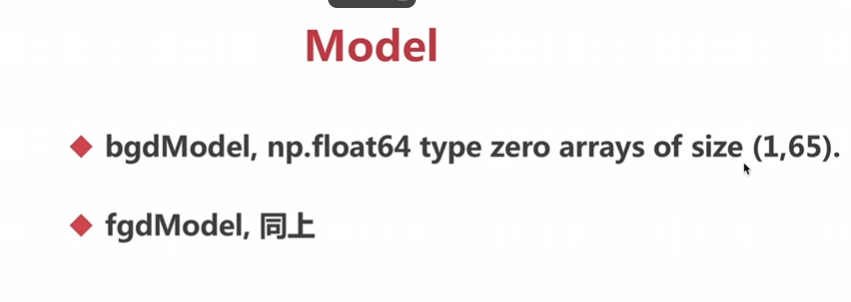 Model
bgdModel, np.float64 type zero arrays of size (1,65).
fgdModel, 同上